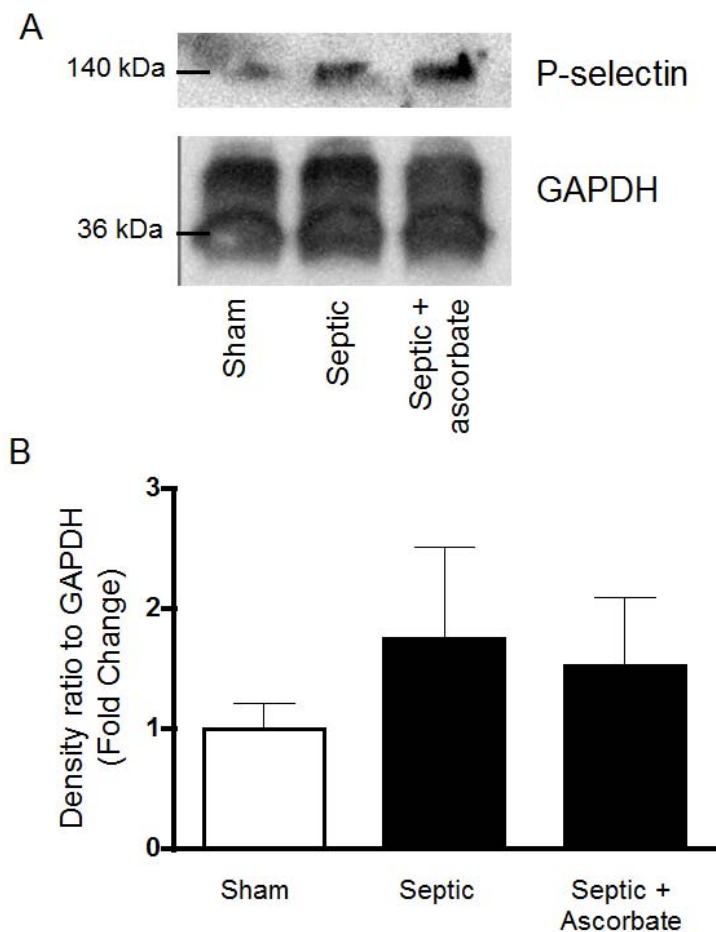 A
140 kDa
P-selectin
GAPDH
36 kDa
Sham
Septic
Septic +
ascorbate
B
Density ratio to GAPDH
(Fold Change)
3
2
1
0
Sham
Septic
Septic +
Ascorbate